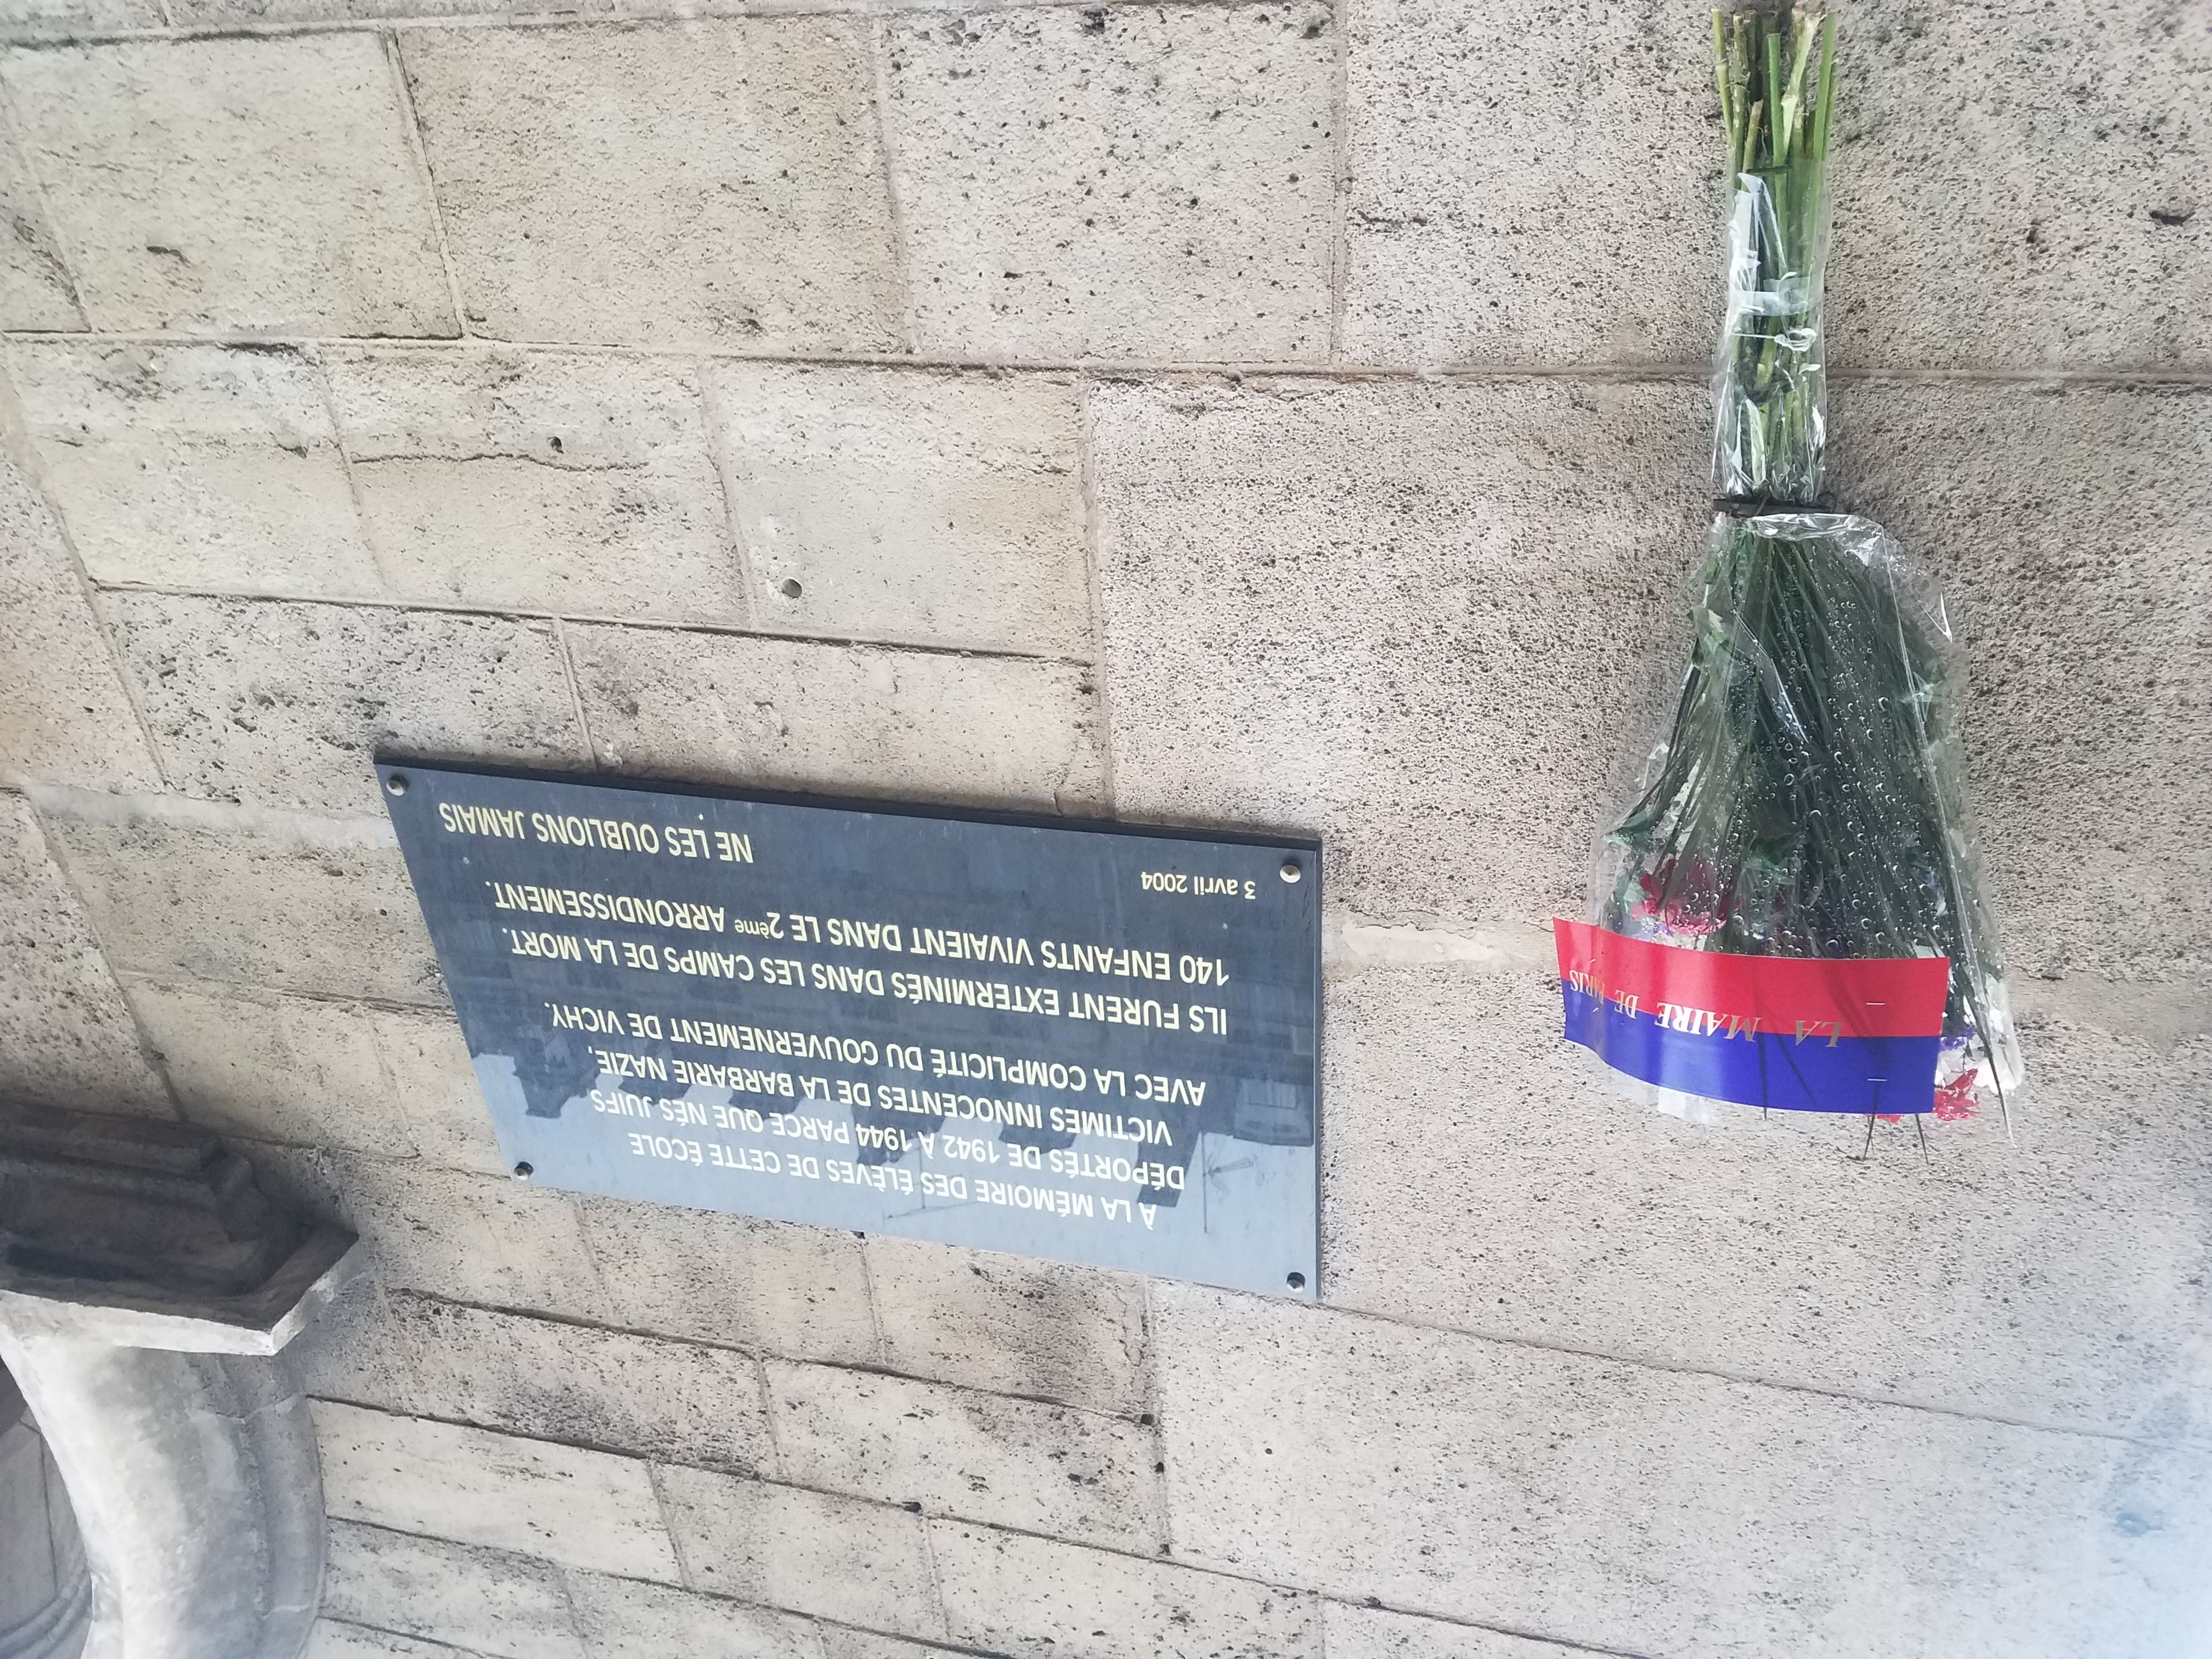 LA MAIRE DE PARIS
À LA MÉMOIRE DES ÉLÈVES DE CETTE ÉCOLE
DÉPORTÉS DE 1942 À 1944 PARCE QUE NÉS JUIFS
VICTIMES INNOCENTES DE LA BARBARIE NAZIE,
AVEC LA COMPLICITÉ DU GOUVERNEMENT DE VICHY.
ILS FURENT EXTERMINÉS DANS LES CAMPS DE LA MORT.
140 ENFANTS VIVAIENT DANS LE 2ème ARRONDISSEMENT.
3 avril 2004
NE LES OUBLIONS JAMAIS